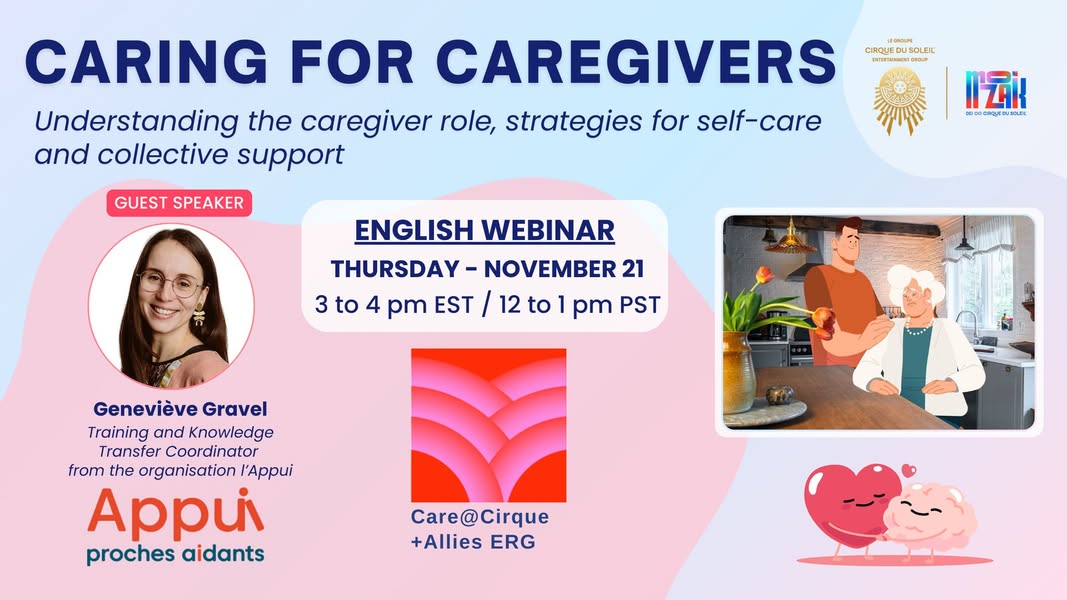 CARING FOR CAREGIVERS
Understanding the caregiver role, strategies for self-care
and collective support
LE GROUPE
CIRQUE DU SOLEIL
ENTERTAINMENT GROUP
MOZAIK
GUEST SPEAKER
Geneviève Gravel
Training and Knowledge
Transfer Coordinator
from the organisation l'Appui
Appui
proches aidants
ENGLISH WEBINAR
THURSDAY - NOVEMBER 21
3 to 4 pm EST / 12 to 1 pm PST
Care@Cirque
+Allies ERG